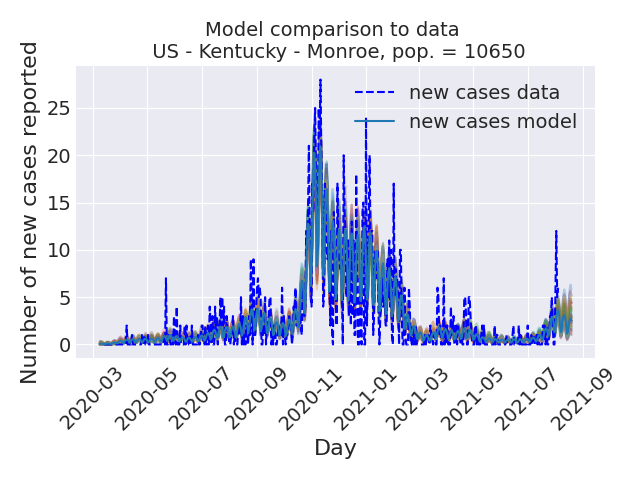 Model comparison to data
US - Kentucky - Monroe, pop. = 10650
Number of new cases reported
25
20
15
10
5
0
new cases data
new cases model
2020-03
2020-05
2020-07
2020-09
2020-11
2021-01
2021-03
2021-05
2021-07
2021-09
Day